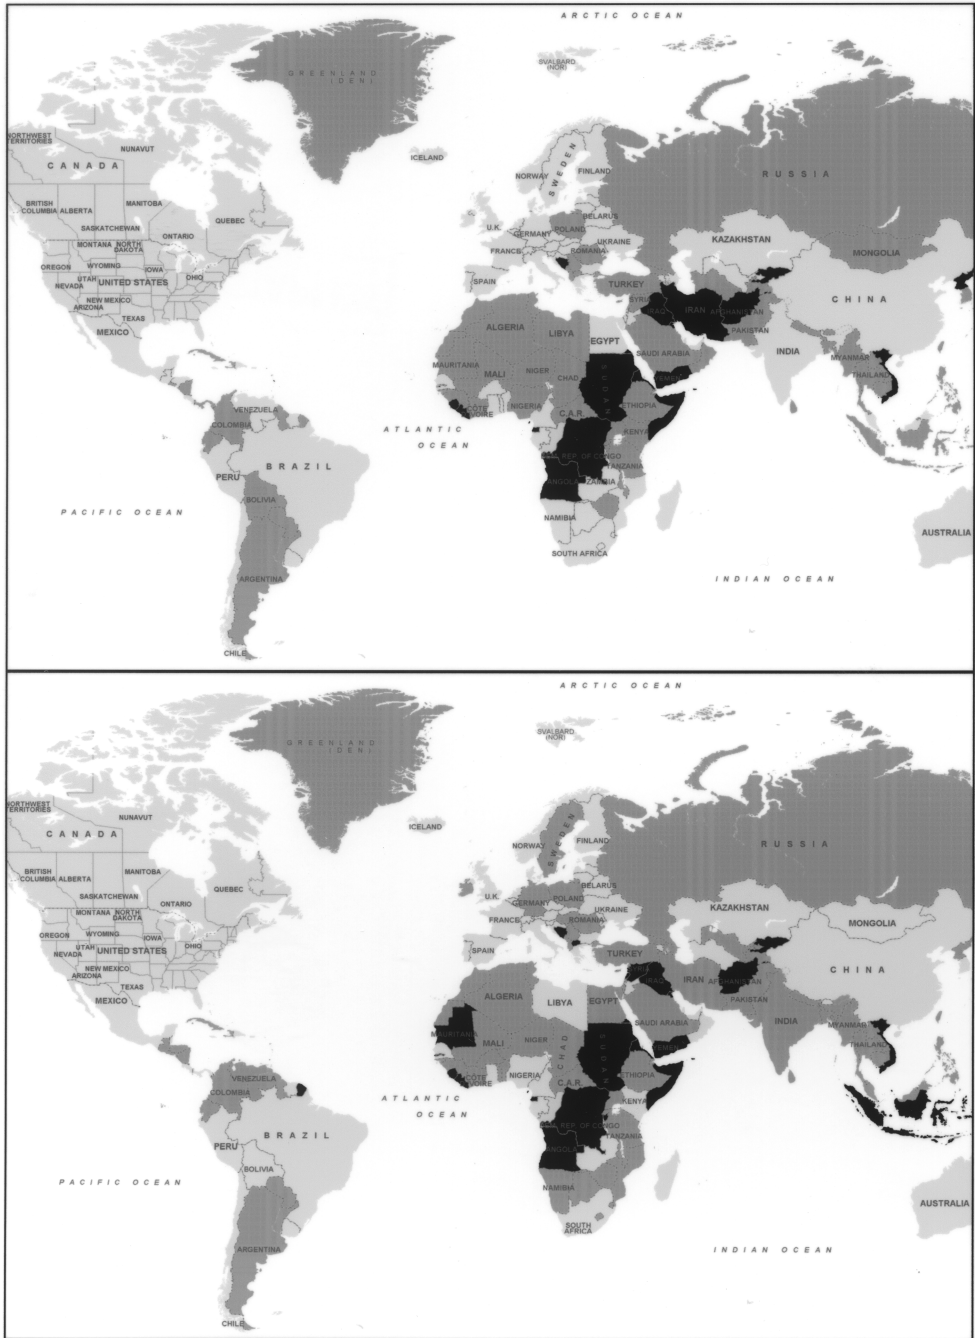 ARCTIC OCEAN
GREENLAND
(DEN)
SVALBARD
(NOR)
NORTHWEST
TERRITORIES
NUNAVUT
ICELAND
CANADA
NORWAY
SWEDEN
FINLAND
RUSSIA
BRITISH
COLUMBIA
ALBERTA
MANITOBA
SASKATCHEWAN
QUEBEC
ONTARIO
U.K.
BELARUS
GERMANY
POLAND
UKRAINE
KAZAKHSTAN
MONGOLIA
MONTANA
NORTH
DAKOTA
FRANCE
ROMANIA
OREGON
WYOMING
IOWA
OHIO
UTAH
NEVADA
UNITED STATES
SPAIN
TURKEY
SYRIA
IRAQ
IRAN
AFGHANISTAN
CHINA
NEW MEXICO
ARIZONA
TEXAS
MEXICO
ALGERIA
LIBYA
EGYPT
PAKISTAN
SAUDI ARABIA
INDIA
MYANMAR
MAURITANIA
MALI
NIGER
CHAD
SUDAN
YEMEN
THAILAND
VENEZUELA
COLOMBIA
COTE
IVOIRE
NIGERIA
C.A.R.
ETHIOPIA
ATLANTIC
OCEAN
KENYA
REP. OF CONGO
TANZANIA
BRAZIL
PERU
BOLIVIA
ANGOLA
ZAMBIA
PACIFIC OCEAN
NAMIBIA
AUSTRALIA
SOUTH AFRICA
ARGENTINA
INDIAN OCEAN
CHILE
ARCTIC OCEAN
GREENLAND
(DEN)
SVALBARD
(NOR)
NORTHWEST
TERRITORIES
NUNAVUT
ICELAND
CANADA
NORWAY
SWEDEN
FINLAND
RUSSIA
BRITISH
COLUMBIA
ALBERTA
MANITOBA
SASKATCHEWAN
QUEBEC
ONTARIO
U.K.
BELARUS
GERMANY
POLAND
UKRAINE
KAZAKHSTAN
MONGOLIA
MONTANA
NORTH
DAKOTA
FRANCE
ROMANIA
OREGON
WYOMING
IOWA
OHIO
UTAH
NEVADA
UNITED STATES
SPAIN
TURKEY
SYRIA
IRAQ
IRAN
AFGHANISTAN
CHINA
NEW MEXICO
ARIZONA
TEXAS
MEXICO
ALGERIA
LIBYA
EGYPT
PAKISTAN
SAUDI ARABIA
INDIA
MYANMAR
MAURITANIA
MALI
NIGER
CHAD
SUDAN
YEMEN
THAILAND
VENEZUELA
COLOMBIA
COTE
IVOIRE
NIGERIA
C.A.R.
ETHIOPIA
ATLANTIC
OCEAN
KENYA
REP. OF CONGO
TANZANIA
BRAZIL
PERU
BOLIVIA
ANGOLA
PACIFIC OCEAN
NAMIBIA
AUSTRALIA
SOUTH
AFRICA
ARGENTINA
INDIAN OCEAN
CHILE